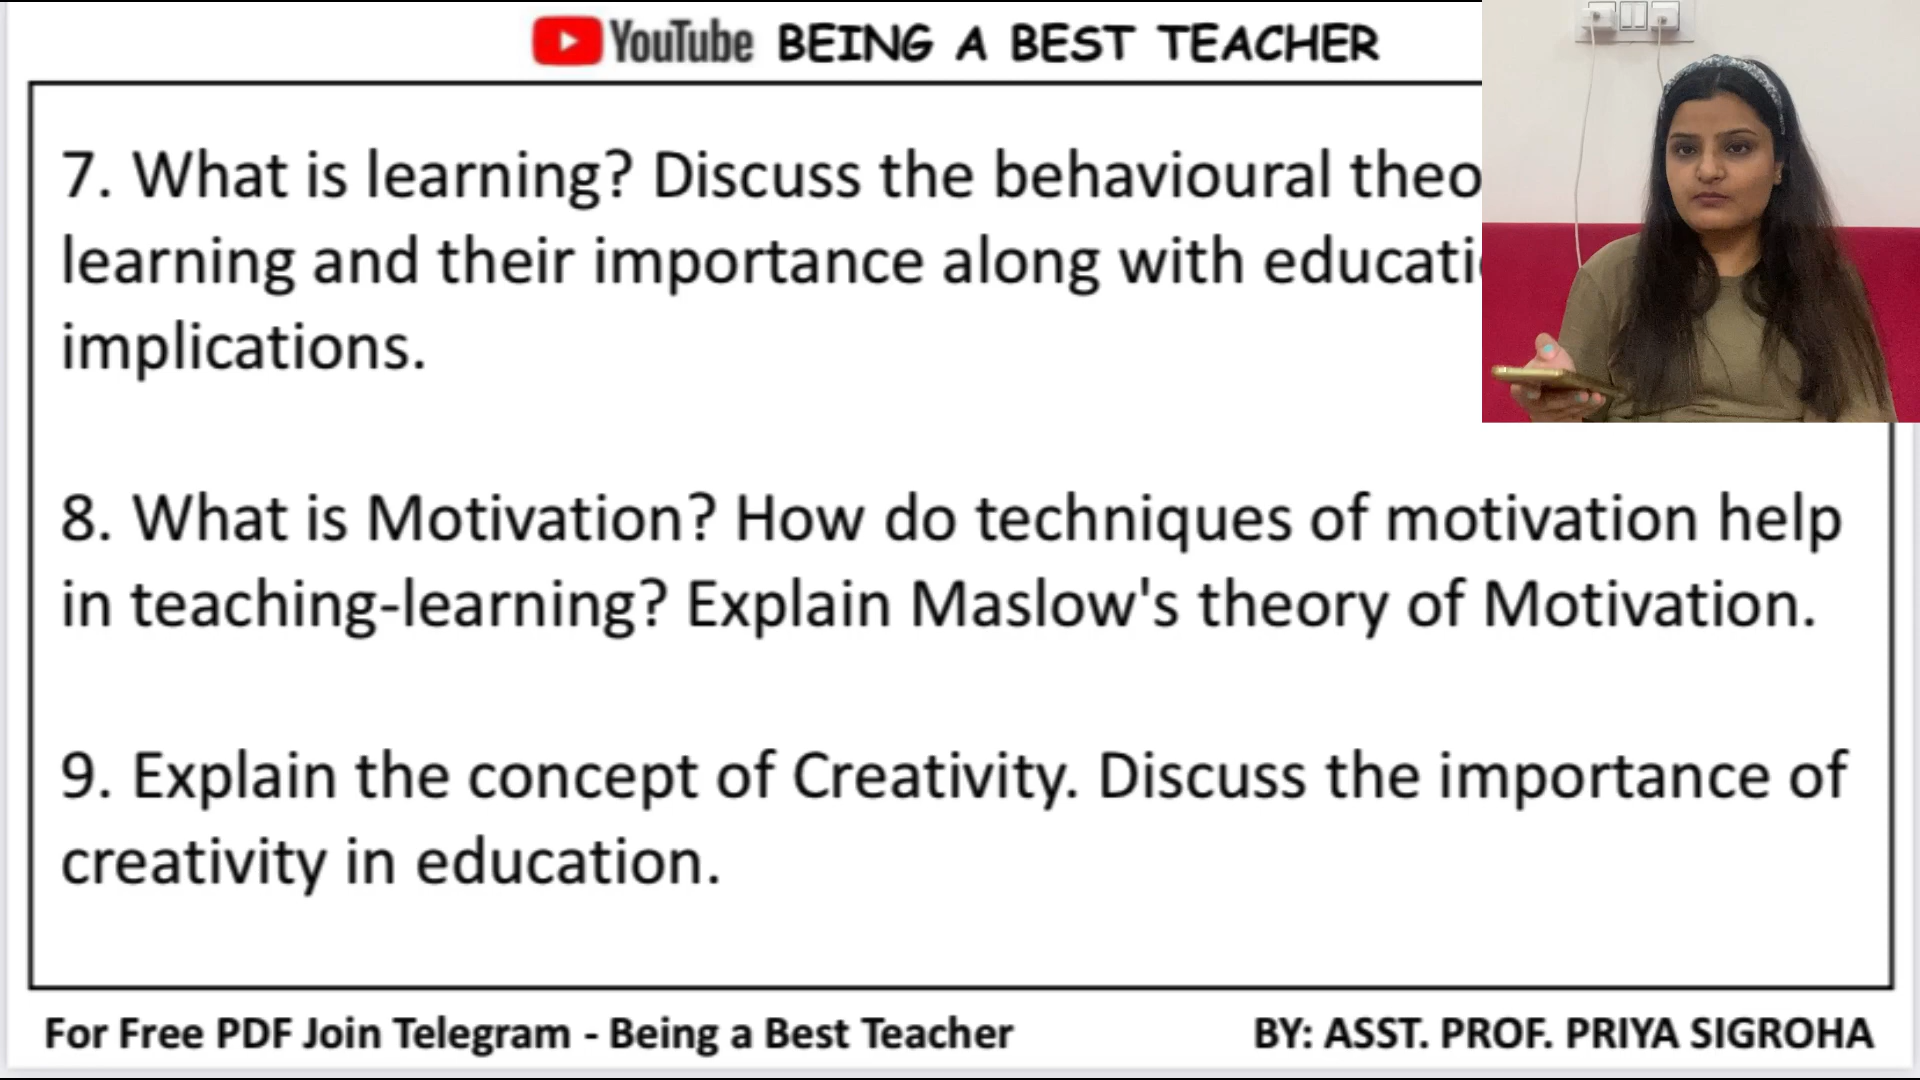 YouTube BEING A BEST TEACHER
7. What is learning? Discuss the behavioural
learning and their importance along with
implications.
8. What is Motivation? How do techniques of motivation help
in teaching-learning? Explain Maslow's theory of Motivation.
9. Explain the concept of Creativity. Discuss the importance of
creativity in education.
For Free PDF Join Telegram - Being a Best Teacher
BY: ASST. PROF. PRIYA SIGROHA